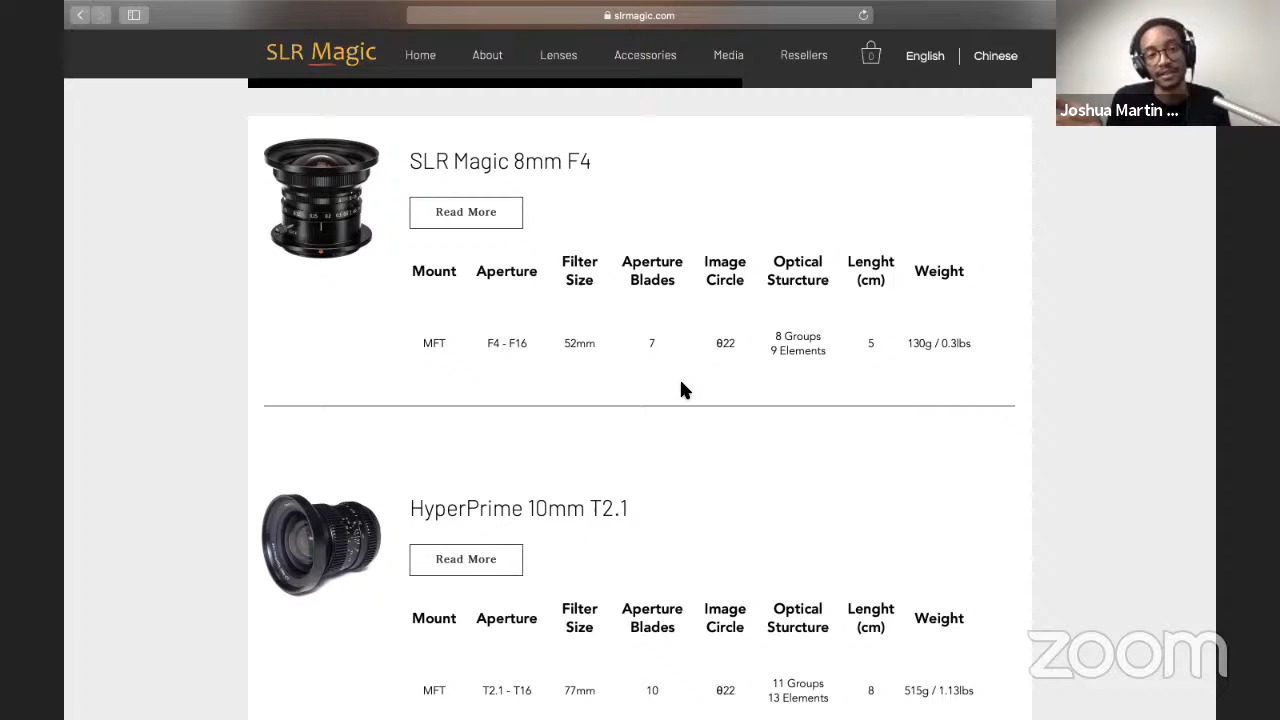 slrmagic.com
SLR Magic
Home About Lenses Accessories Media Resellers 0 English Chinese
Joshua Martin ...
SLR Magic 8mm F4
Read More
Mount Aperture Filter Size Aperture Blades Image Circle Optical Sturcture Lenght (cm) Weight
MFT F4 - F16 52mm 7 θ22 8 Groups 9 Elements 5 130g / 0.3lbs
HyperPrime 10mm T2.1
Read More
Mount Aperture Filter Size Aperture Blades Image Circle Optical Sturcture Lenght (cm) Weight
MFT T2.1 - T16 77mm 10 θ22 11 Groups 13 Elements 8 515g / 1.13lbs
zoom